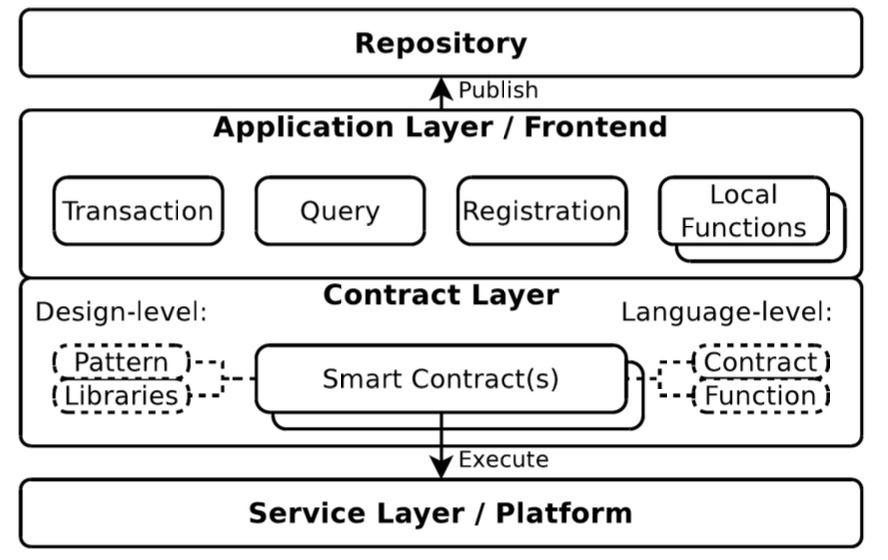 Repository
Publish
Application Layer / Frontend
Transaction
Query
Registration
Local
Functions
Contract Layer
Design-level:
Language-level:
Pattern
Libraries
Smart Contract(s)
Contract
Function
Execute
Service Layer / Platform